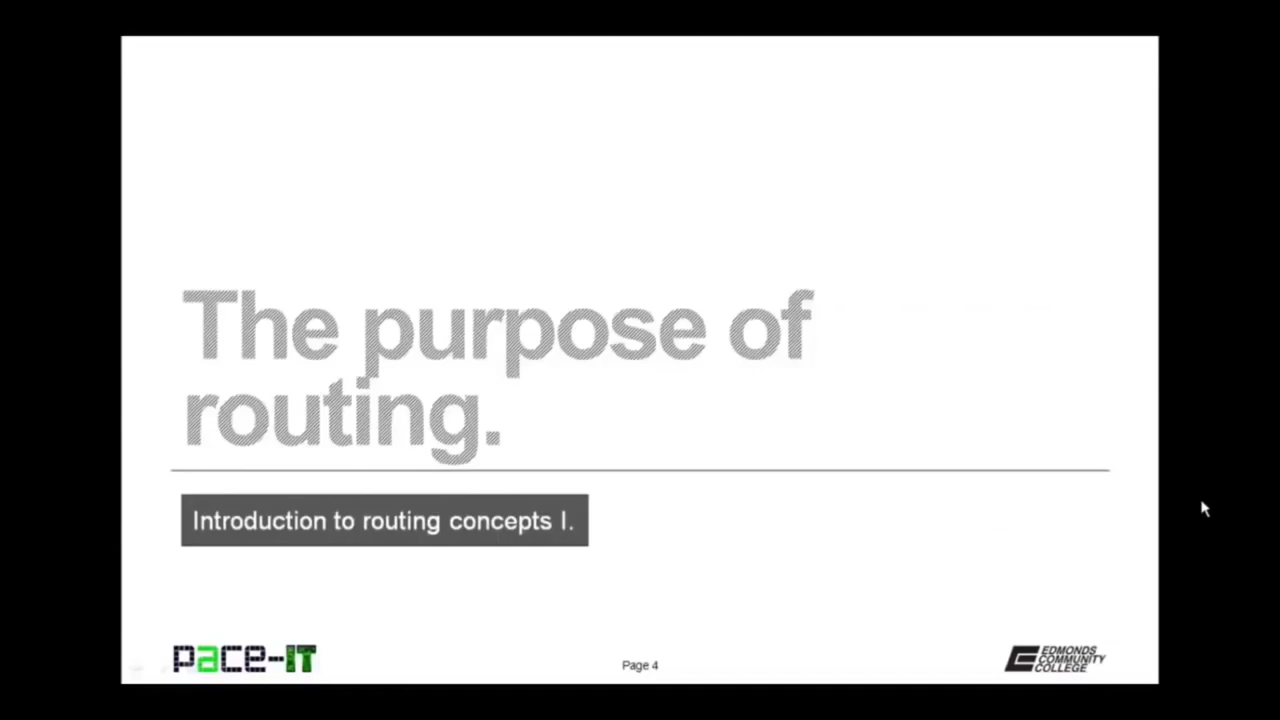 The purpose of
routing.
Introduction to routing concepts I.
pace-IT
Page 4
EDMONDS
COMMUNITY
COLLEGE